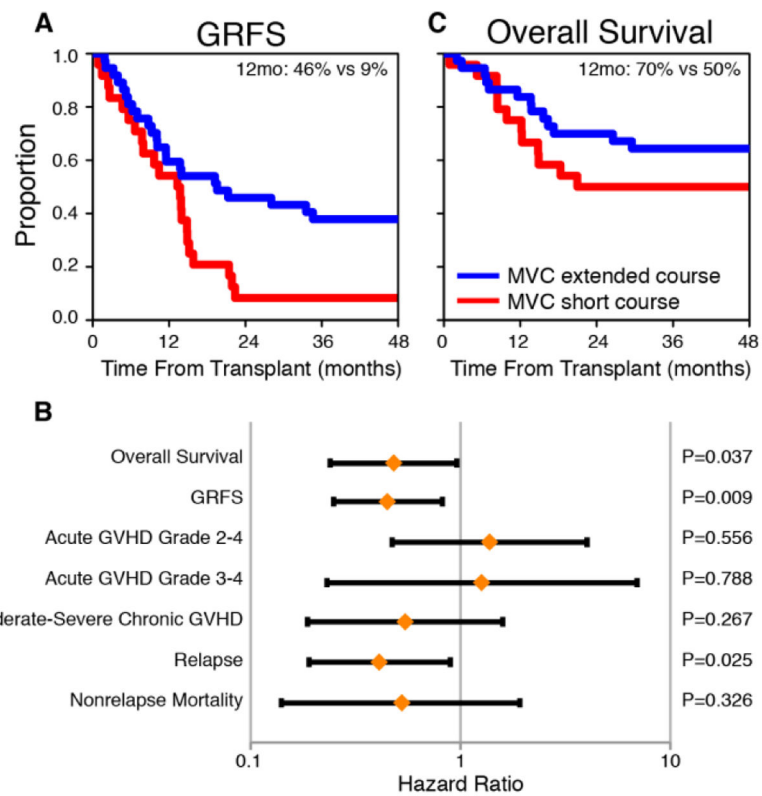 A
GRFS
12mo: 46% vs 9%
Proportion
1.0
0.8
0.6
0.4
0.2
0.0
0 12 24 36 48
Time From Transplant (months)
C
Overall Survival
12mo: 70% vs 50%
MVC extended course
MVC short course
0 12 24 36 48
Time From Transplant (months)
B
Overall Survival P=0.037
GRFS P=0.009
Acute GVHD Grade 2-4 P=0.556
Acute GVHD Grade 3-4 P=0.788
derate-Severe Chronic GVHD P=0.267
Relapse P=0.025
Nonrelapse Mortality P=0.326
0.1 1 10
Hazard Ratio